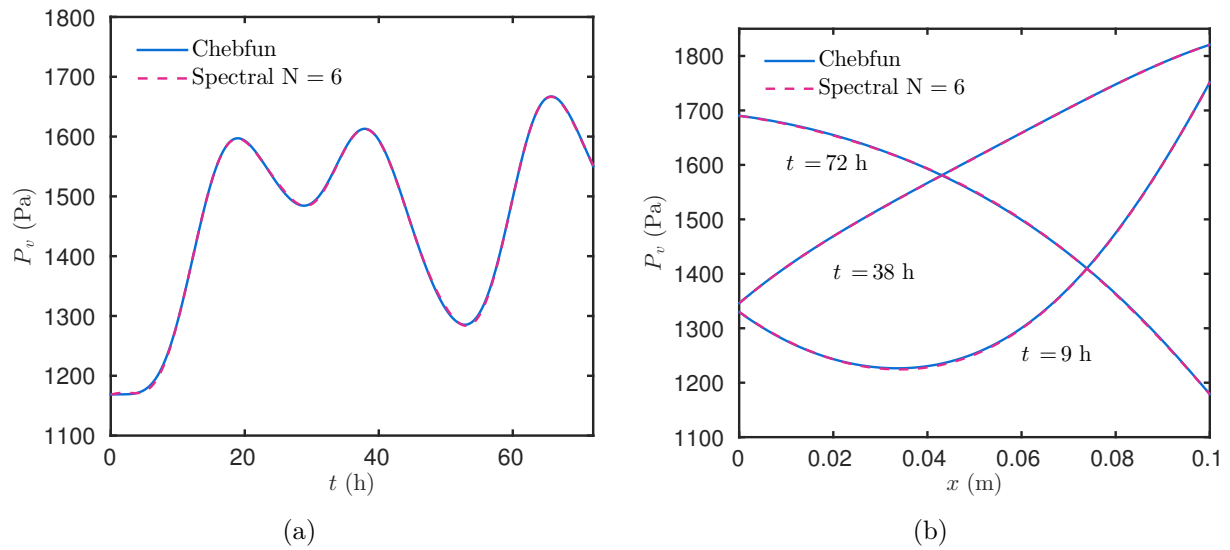 1800
1700
1600
1500
1400
1300
1200
1100
P_v (Pa)
Chebfun
Spectral N = 6
0 20 40 60
t (h)
(a)
1800
1700
1600
1500
1400
1300
1200
1100
P_v (Pa)
Chebfun
Spectral N = 6
t = 72 h
t = 38 h
t = 9 h
0 0.02 0.04 0.06 0.08 0.1
x (m)
(b)